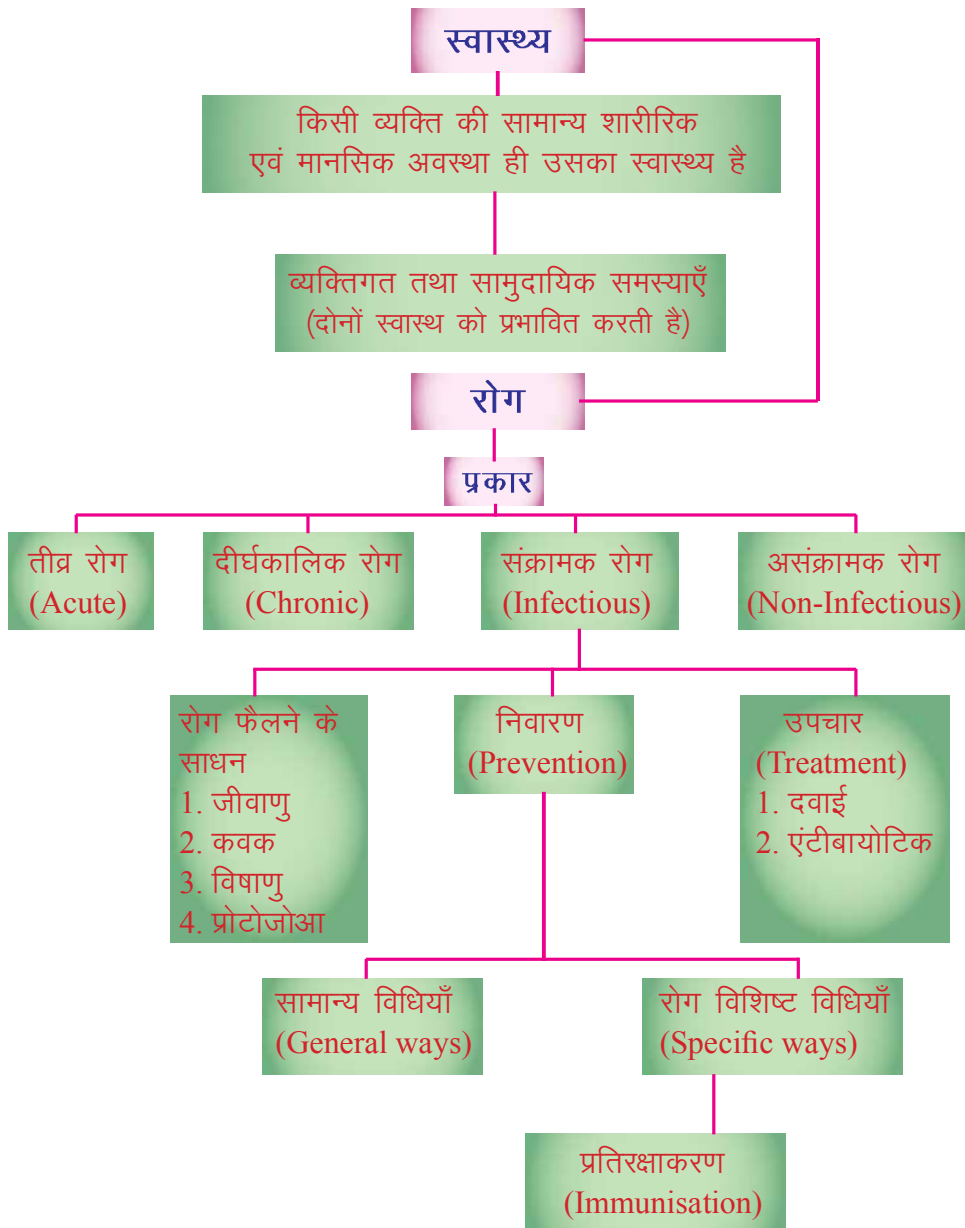 स्वास्थ्य
किसी व्यक्ति की सामान्य शारीरिक
एवं मानसिक अवस्था ही उसका स्वास्थ्य है
व्यक्तिगत तथा सामुदायिक समस्याएँ
(दोनों स्वास्थ को प्रभावित करती है)
रोग
प्रकार
तीव्र रोग
(Acute)
दीर्घकालिक रोग
(Chronic)
संक्रामक रोग
(Infectious)
असंक्रामक रोग
(Non-Infectious)
रोग फैलने के
साधन
1. जीवाणु
2. कवक
3. विषाणु
4. प्रोटोजोआ
निवारण
(Prevention)
उपचार
(Treatment)
1. दवाई
2. एंटीबायोटिक
सामान्य विधियाँ
(General ways)
रोग विशिष्ट विधियाँ
(Specific ways)
प्रतिरक्षाकरण
(Immunisation)